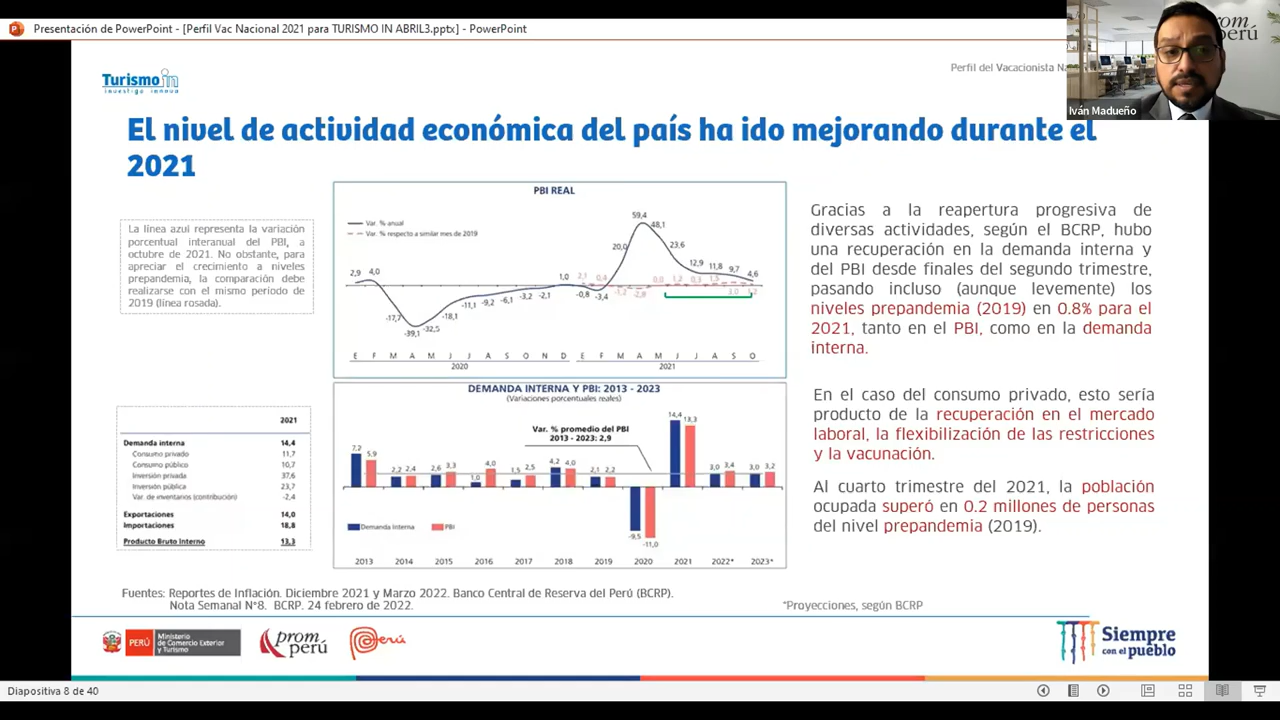 Presentación de PowerPoint - [Perfil Vac Nacional 2021 para TURISMO IN ABRIL3.pptx] - PowerPoint
Perfil del Vacacionista
prom
perú
Iván Madueño
Turismo in
investiga innova
El nivel de actividad económica del país ha ido mejorando durante el
2021
La línea azul representa la variación
porcentual interanual del PBI, a
octubre de 2021. No obstante, para
apreciar el crecimiento a niveles
prepandemia, la comparación debe
realizarse con el mismo periodo de
2019 (línea rosada).
PBI REAL
Var. % anual
Var. % respecto a similar mes de 2019
59,4
48,1
20,0
23,6
12,9 11,8 9,7 4,6
2,9 4,0
1,0 2,1 0,4
-0,8 -3,4
-17,7
-39,1 -32,5
-18,1
-11,1 -9,2 -6,1 -3,2 -2,1
E F M A M J J A S O N D E F M A M J J A S O
2020 2021
DEMANDA INTERNA Y PBI: 2013 - 2023
(Variaciones porcentuales reales)
Var. % promedio del PBI
2013 - 2023: 2,9
7,2 5,9 2,2 2,4 2,6 3,3 1,0 4,0 1,5 2,5 4,2 4,0 2,1 2,2 -9,5 -11,0 14,4 13,3 3,0 3,4 3,0 3,2
Demanda Interna PBI
2013 2014 2015 2016 2017 2018 2019 2020 2021 2022* 2023*
2021
Demanda interna 14,4
Consumo privado 11,7
Consumo público 10,7
Inversión privada 37,6
Inversión pública 23,7
Var. de inventarios (contribución) -2,4
Exportaciones 14,0
Importaciones 18,8
Producto Bruto Interno 13,3
Gracias a la reapertura progresiva de
diversas actividades, según el BCRP, hubo
una recuperación en la demanda interna y
del PBI desde finales del segundo trimestre,
pasando incluso (aunque levemente) los
niveles prepandemia (2019) en 0.8% para el
2021, tanto en el PBI, como en la demanda
interna.
En el caso del consumo privado, esto sería
producto de la recuperación en el mercado
laboral, la flexibilización de las restricciones
y la vacunación.
Al cuarto trimestre del 2021, la población
ocupada superó en 0.2 millones de personas
del nivel prepandemia (2019).
Fuentes: Reportes de Inflación. Diciembre 2021 y Marzo 2022. Banco Central de Reserva del Perú (BCRP).
Nota Semanal N°8. BCRP. 24 febrero de 2022.
*Proyecciones, según BCRP
PERÚ
Ministerio
de Comercio Exterior
y Turismo
prom
perú
Perú
Siempre
con el pueblo
Diapositiva 8 de 40